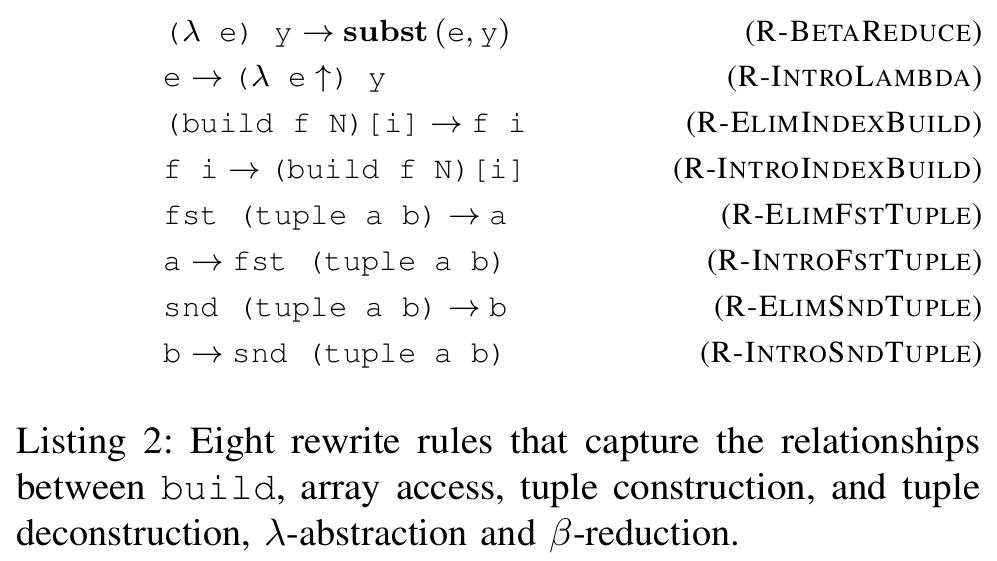 (λ e) y → subst (e, y) (R-BETAREDUCE)
e → (λ e ↑) y (R-INTROLAMBDA)
(build f N)[i] → f i (R-ELIMINDEXBUILD)
f i → (build f N)[i] (R-INTROINDEXBUILD)
fst (tuple a b) → a (R-ELIMFSTTUPLE)
a → fst (tuple a b) (R-INTROFSTTUPLE)
snd (tuple a b) → b (R-ELIMSNDTUPLE)
b → snd (tuple a b) (R-INTROSNDTUPLE)
Listing 2: Eight rewrite rules that capture the relationships
between build, array access, tuple construction, and tuple
deconstruction, λ-abstraction and β-reduction.